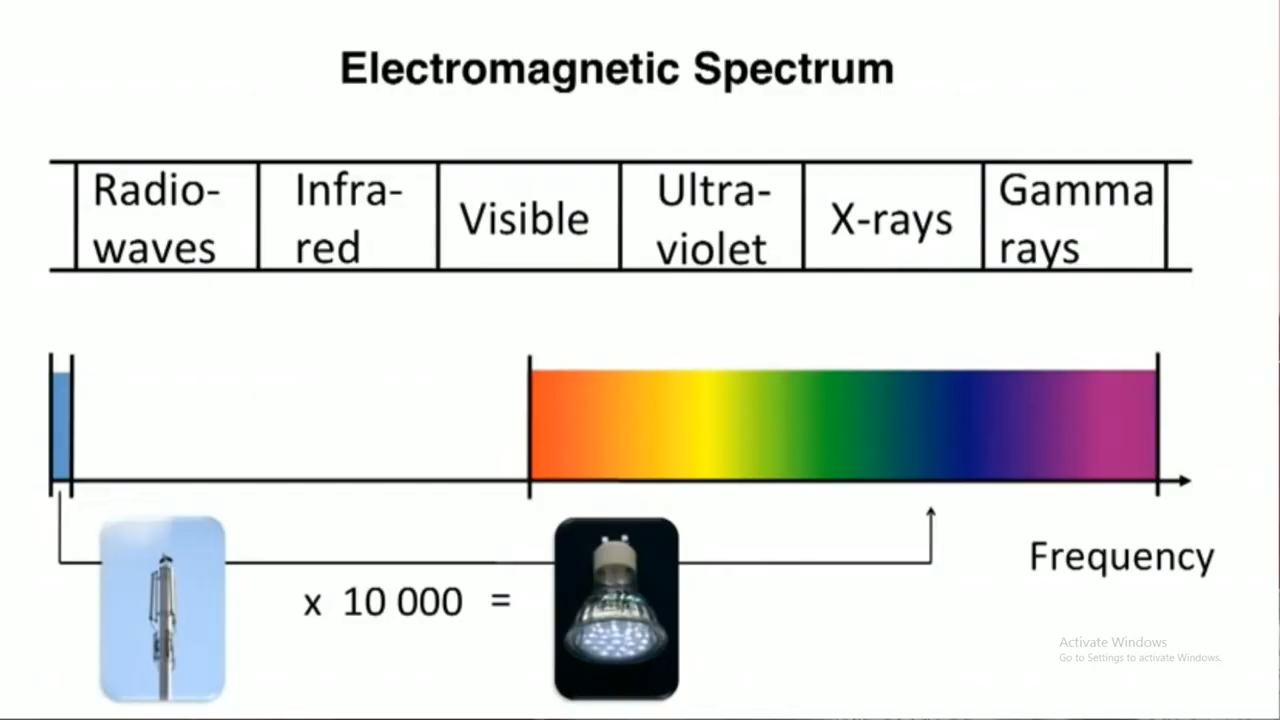 Electromagnetic Spectrum
Radio-
waves
Infra-
red
Visible
Ultra-
violet
X-rays
Gamma
rays
Frequency
x 10 000 =
Activate Windows
Go to Settings to activate Windows.